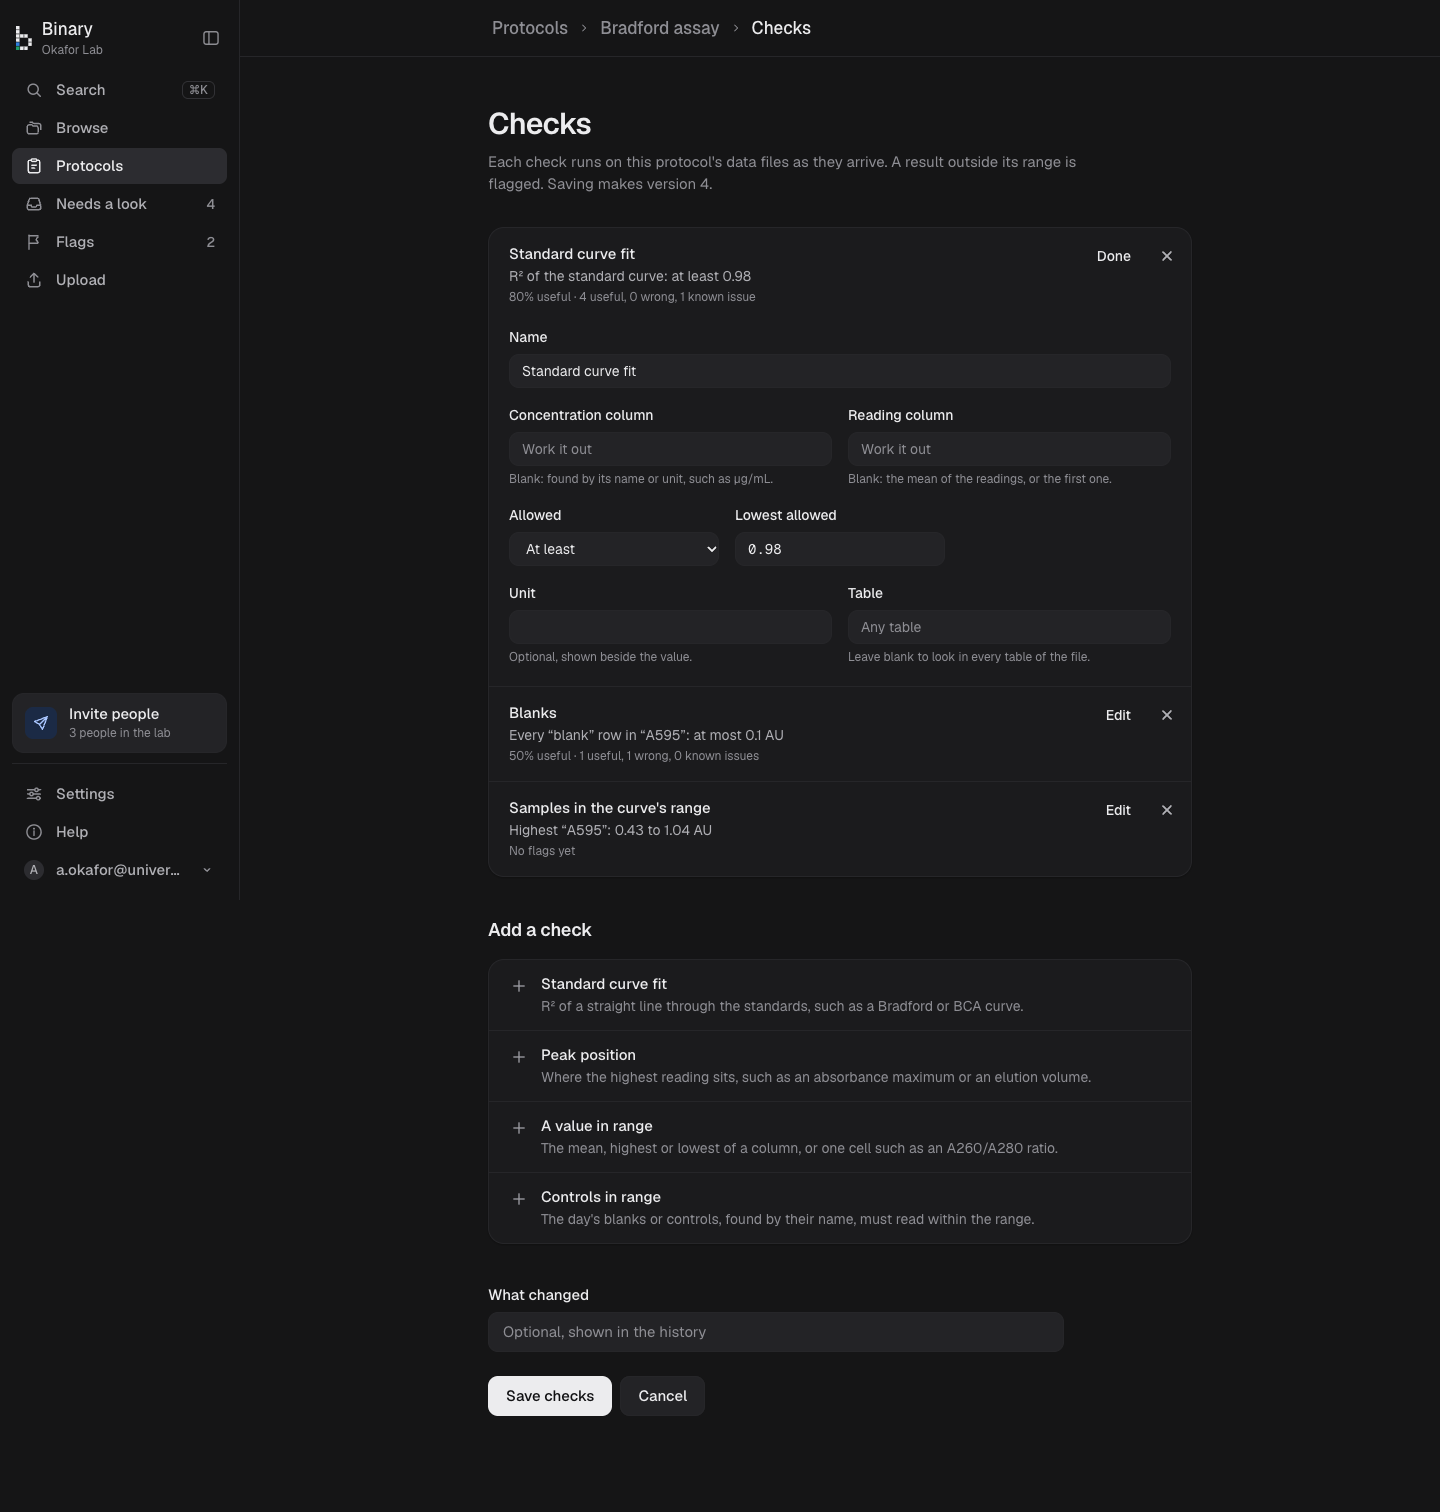 Binary
Okafor Lab
Search ⌘K
Browse
Protocols
Needs a look 4
Flags 2
Upload
Invite people
3 people in the lab
Settings
Help
A a.okafor@univer...
Protocols › Bradford assay › Checks
Checks
Each check runs on this protocol's data files as they arrive. A result outside its range is
flagged. Saving makes version 4.
Standard curve fit
Done
R² of the standard curve: at least 0.98
80% useful · 4 useful, 0 wrong, 1 known issue
Name
Standard curve fit
Concentration column Reading column
Work it out Work it out
Blank: found by its name or unit, such as µg/mL. Blank: the mean of the readings, or the first one.
Allowed Lowest allowed
At least 0.98
Unit Table
Any table
Optional, shown beside the value. Leave blank to look in every table of the file.
Blanks
Edit
Every “blank” row in “A595”: at most 0.1 AU
50% useful · 1 useful, 1 wrong, 0 known issues
Samples in the curve's range
Edit
Highest “A595”: 0.43 to 1.04 AU
No flags yet
Add a check
Standard curve fit
R² of a straight line through the standards, such as a Bradford or BCA curve.
Peak position
Where the highest reading sits, such as an absorbance maximum or an elution volume.
A value in range
The mean, highest or lowest of a column, or one cell such as an A260/A280 ratio.
Controls in range
The day's blanks or controls, found by their name, must read within the range.
What changed
Optional, shown in the history
Save checks Cancel